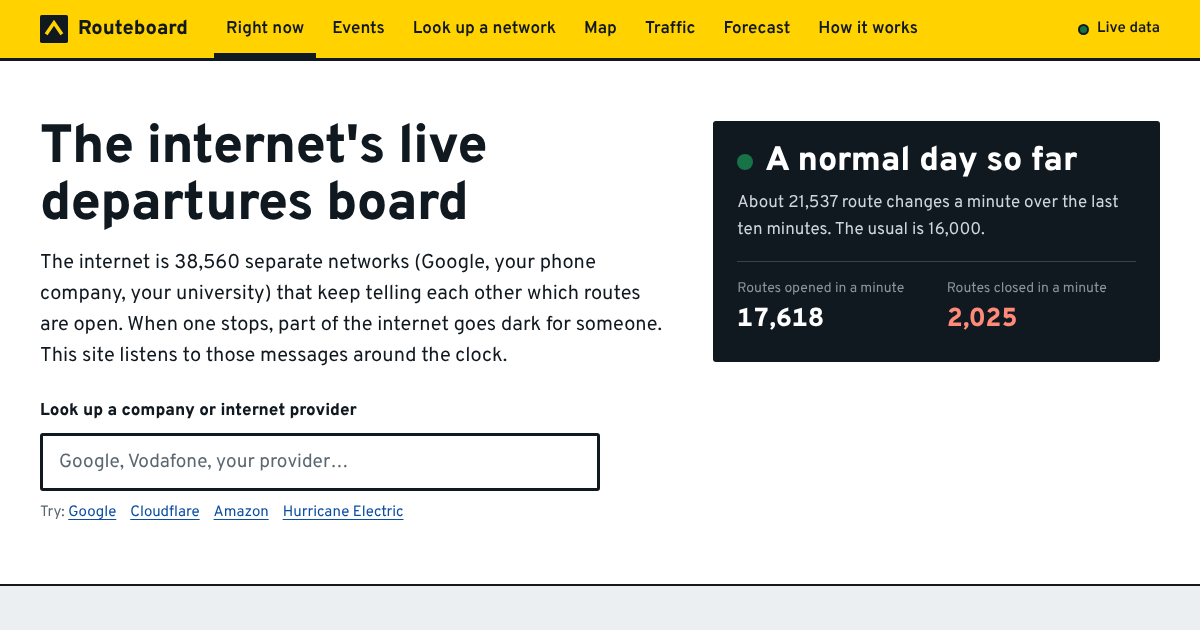 Routeboard
Right now
Events
Look up a network
Map
Traffic
Forecast
How it works
Live data
The internet's live
departures board
The internet is 38,560 separate networks (Google, your phone
company, your university) that keep telling each other which routes
are open. When one stops, part of the internet goes dark for someone.
This site listens to those messages around the clock.
Look up a company or internet provider
Google, Vodafone, your provider…
Try: Google Cloudflare Amazon Hurricane Electric
A normal day so far
About 21,537 route changes a minute over the last
ten minutes. The usual is 16,000.
Routes opened in a minute
17,618
Routes closed in a minute
2,025